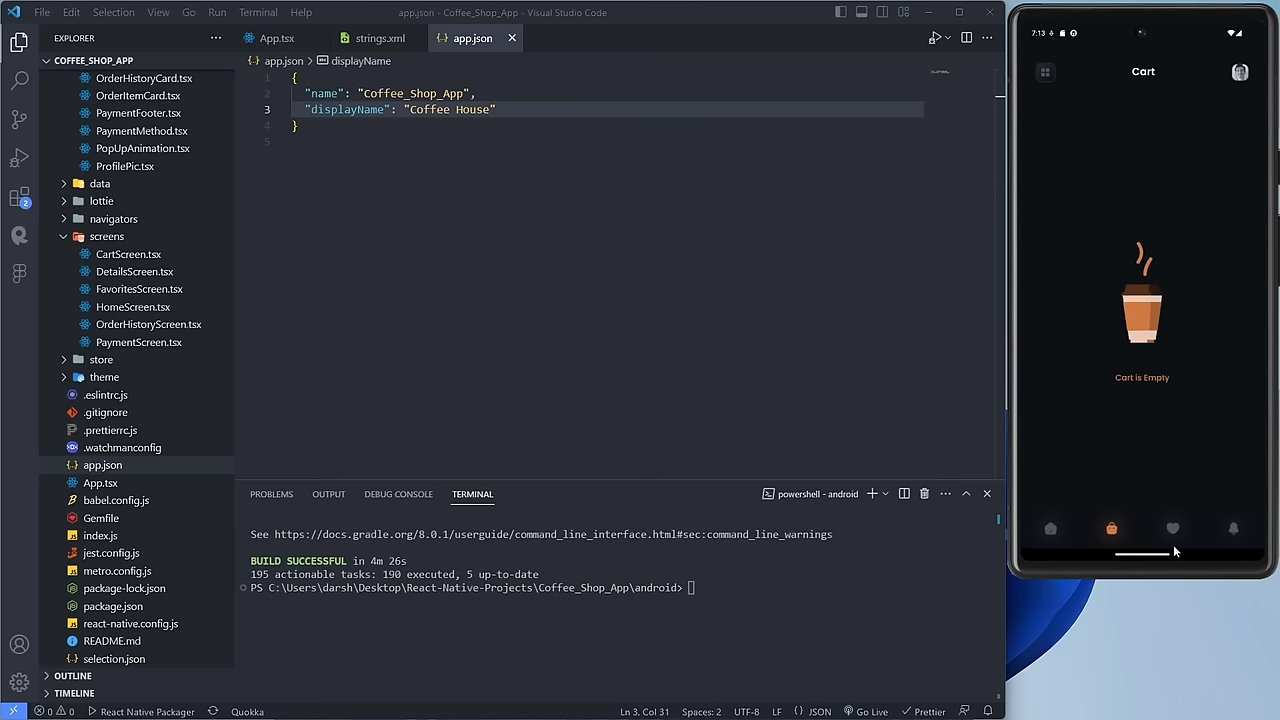 File Edit Selection View Go Run Terminal Help
app.json - Coffee_Shop_App - Visual Studio Code
EXPLORER
COFFEE_SHOP_APP
OrderHistoryCard.tsx
OrderItemCard.tsx
PaymentFooter.tsx
PaymentMethod.tsx
PopUpAnimation.tsx
ProfilePic.tsx
data
lottie
navigators
screens
CartScreen.tsx
DetailsScreen.tsx
FavoritesScreen.tsx
HomeScreen.tsx
OrderHistoryScreen.tsx
PaymentScreen.tsx
store
theme
.eslintrc.js
.gitignore
.prettierrc.js
.watchmanconfig
app.json
App.tsx
babel.config.js
Gemfile
index.js
jest.config.js
metro.config.js
package-lock.json
package.json
react-native.config.js
README.md
selection.json
OUTLINE
TIMELINE
2
App.tsx strings.xml app.json
app.json > displayName
1 {
2 "name": "Coffee_Shop_App",
3 "displayName": "Coffee House"
4 }
5
PROBLEMS OUTPUT DEBUG CONSOLE TERMINAL
powershell - android
See https://docs.gradle.org/8.0.1/userguide/command_line_interface.html#sec:command_line_warnings
BUILD SUCCESSFUL in 4m 26s
195 actionable tasks: 190 executed, 5 up-to-date
PS C:\Users\darsh\Desktop\React-Native-Projects\Coffee_Shop_App\android>
0 0 React Native Packager Quokka
Ln 3, Col 31 Spaces: 2 UTF-8 LF {} JSON Go Live Prettier
7:13
Cart
Cart is Empty